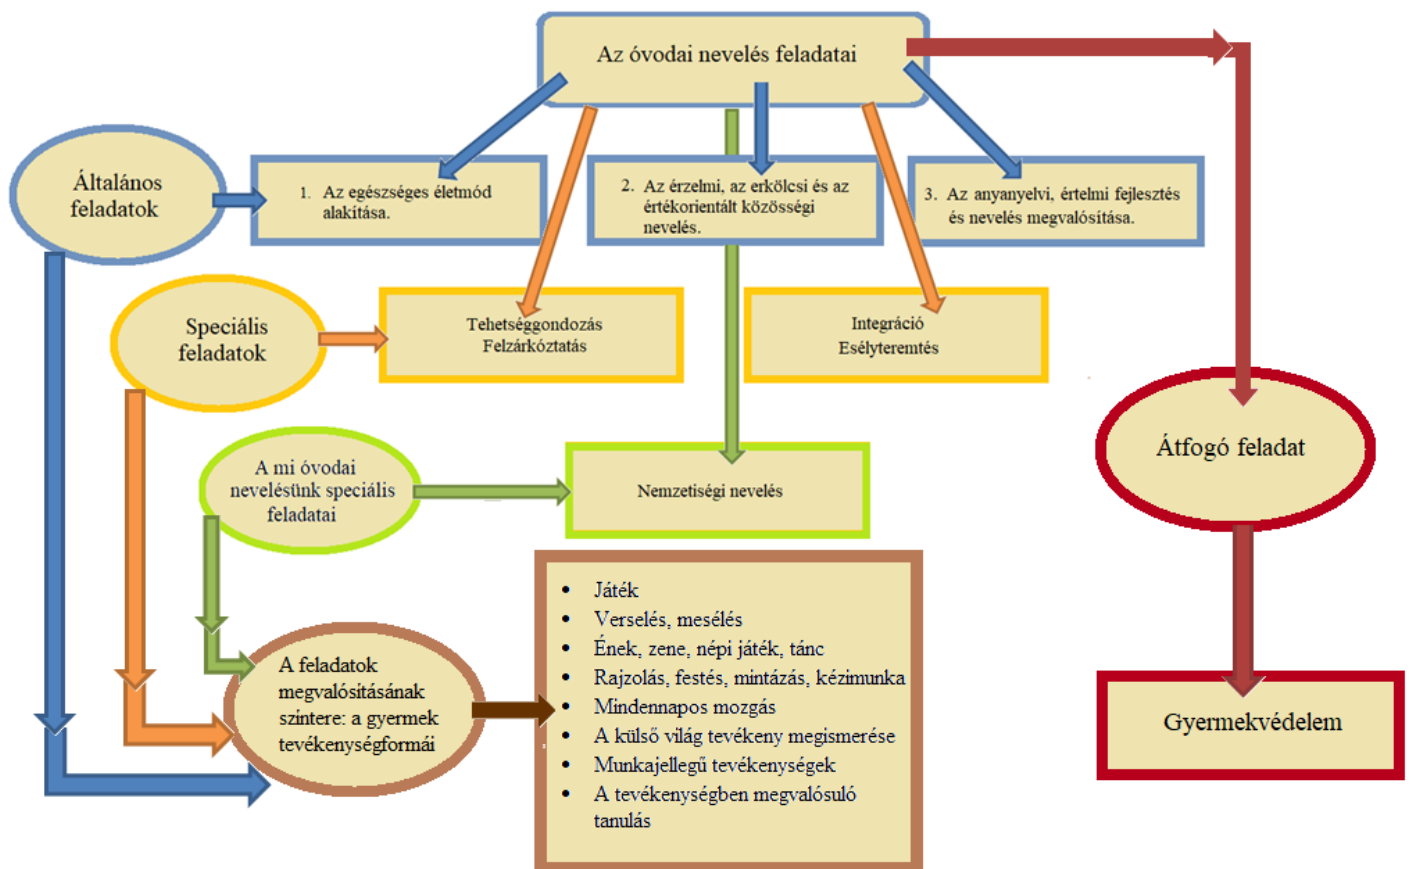 Az óvodai nevelés feladatai
Általános
feladatok
1. Az egészséges életmód
alakítása.
2. Az érzelmi, az erkölcsi és az
értékorientált közösségi
nevelés.
3. Az anyanyelvi, értelmi fejlesztés
és nevelés megvalósítása.
Speciális
feladatok
Tehetséggondozás
Felzárkóztatás
Integráció
Esélyteremtés
Átfogó feladat
A mi óvodai
nevelésünk speciális
feladatai
Nemzetiségi nevelés
A feladatok
megvalósításának
színtere: a gyermek
tevékenységformái
• Játék
• Verselés, mesélés
• Ének, zene, népi játék, tánc
• Rajzolás, festés, mintázás, kézimunka
• Mindennapos mozgás
• A külső világ tevékeny megismerése
• Munkajellegű tevékenységek
• A tevékenységben megvalósuló
tanulás
Gyermekvédelem